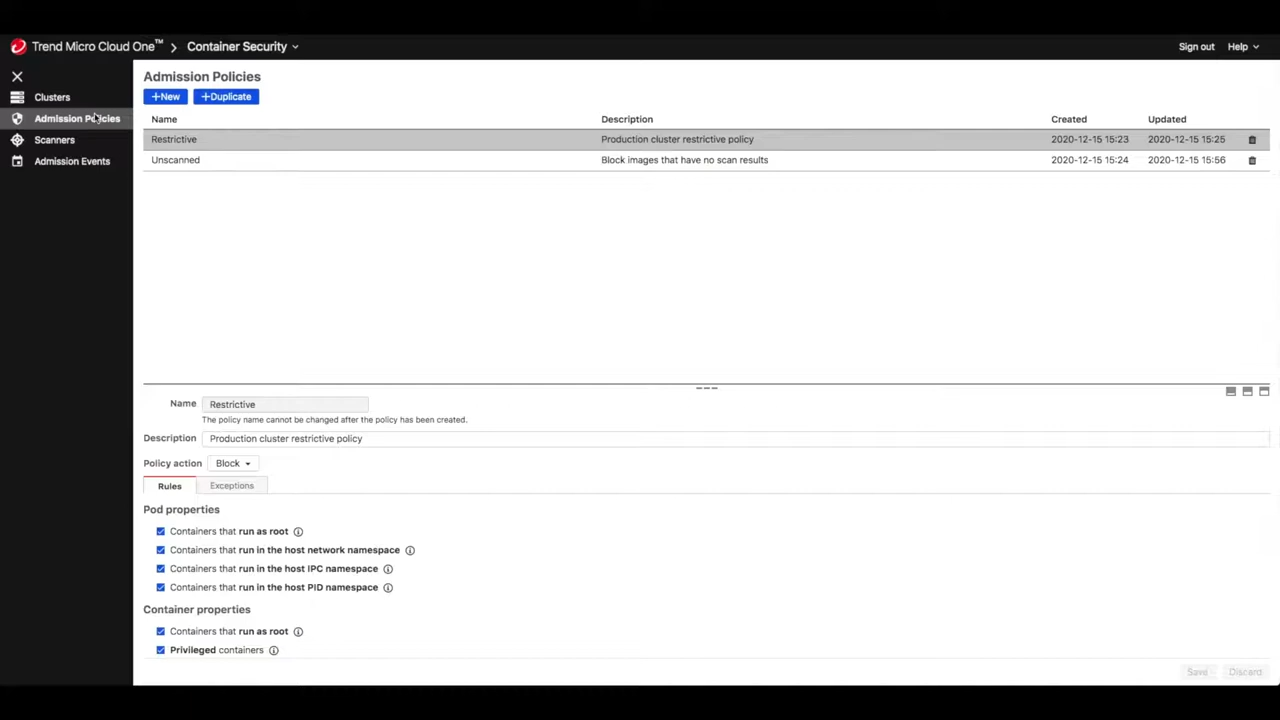 Trend Micro Cloud One™ Container Security Sign out Help
Clusters
Admission Policies
Scanners
Admission Events
Admission Policies
+New +Duplicate
Name Description Created Updated
Restrictive Production cluster restrictive policy 2020-12-15 15:23 2020-12-15 15:25
Unscanned Block images that have no scan results 2020-12-15 15:24 2020-12-15 15:56
Name Restrictive
The policy name cannot be changed after the policy has been created.
Description Production cluster restrictive policy
Policy action Block
Rules Exceptions
Pod properties
Containers that run as root
Containers that run in the host network namespace
Containers that run in the host IPC namespace
Containers that run in the host PID namespace
Container properties
Containers that run as root
Privileged containers
Save Discard